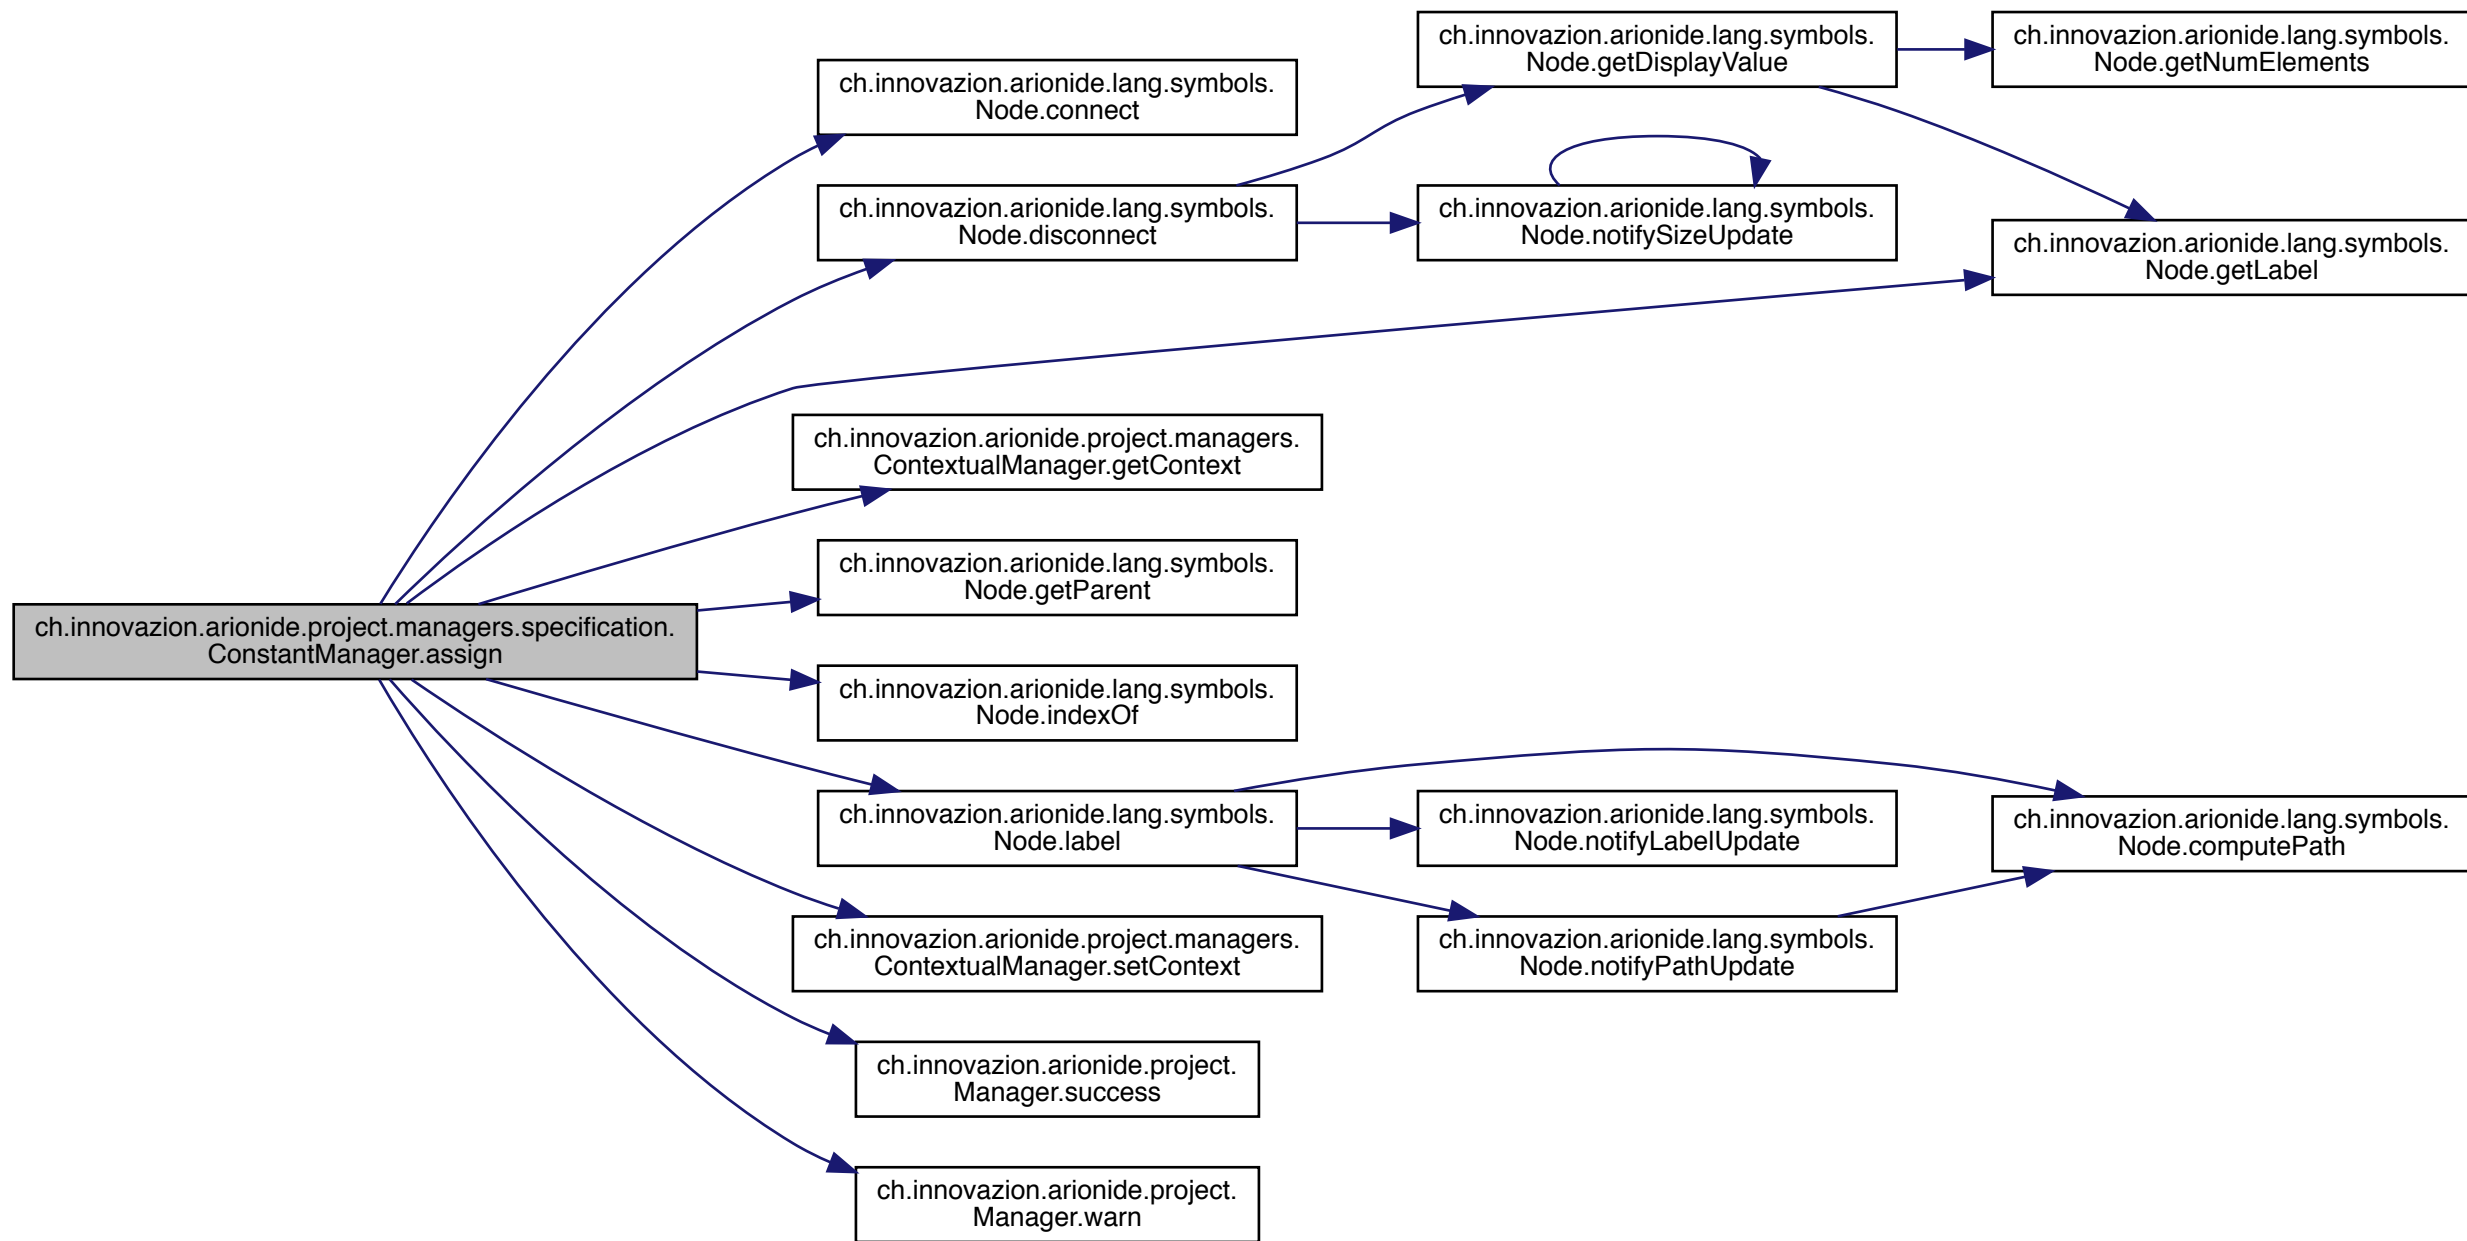 ch.innovazion.arionide.project.managers.specification.
ConstantManager.assign
ch.innovazion.arionide.lang.symbols.
Node.connect
ch.innovazion.arionide.lang.symbols.
Node.disconnect
ch.innovazion.arionide.lang.symbols.
Node.getDisplayValue
ch.innovazion.arionide.lang.symbols.
Node.getNumElements
ch.innovazion.arionide.lang.symbols.
Node.notifySizeUpdate
ch.innovazion.arionide.lang.symbols.
Node.getLabel
ch.innovazion.arionide.project.managers.
ContextualManager.getContext
ch.innovazion.arionide.lang.symbols.
Node.getParent
ch.innovazion.arionide.lang.symbols.
Node.indexOf
ch.innovazion.arionide.lang.symbols.
Node.label
ch.innovazion.arionide.lang.symbols.
Node.notifyLabelUpdate
ch.innovazion.arionide.lang.symbols.
Node.computePath
ch.innovazion.arionide.lang.symbols.
Node.notifyPathUpdate
ch.innovazion.arionide.project.managers.
ContextualManager.setContext
ch.innovazion.arionide.project.
Manager.success
ch.innovazion.arionide.project.
Manager.warn